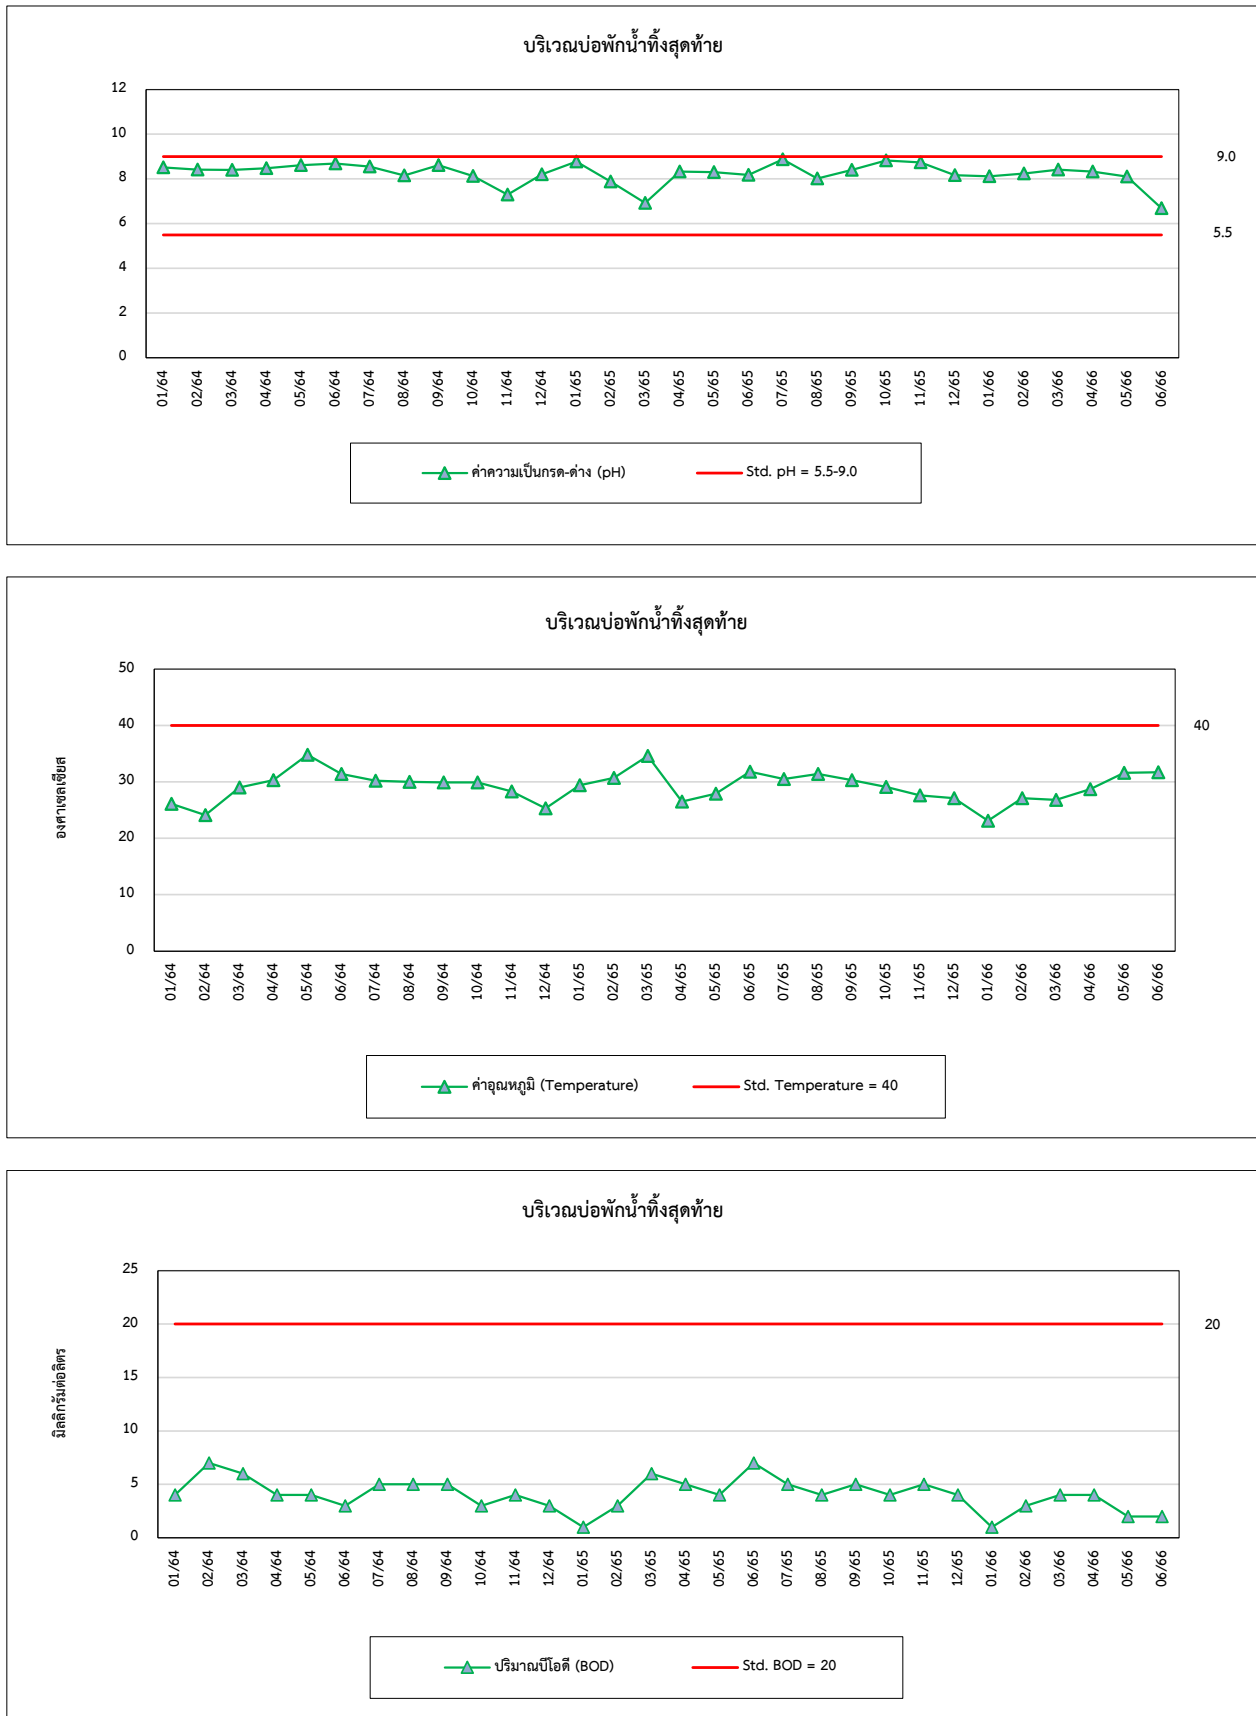 บริเวณบ่อพักน้ำทิ้งสุดท้าย
12
10
8
6
4
2
0
9.0
5.5
01/64 02/64 03/64 04/64 05/64 06/64 07/64 08/64 09/64 10/64 11/64 12/64 01/65 02/65 03/65 04/65 05/65 06/65 07/65 08/65 09/65 10/65 11/65 12/65 01/66 02/66 03/66 04/66 05/66 06/66
ค่าความเป็นกรด-ด่าง (pH) Std. pH = 5.5-9.0
บริเวณบ่อพักน้ำทิ้งสุดท้าย
องศาเซลเซียส
50
40
30
20
10
0
40
01/64 02/64 03/64 04/64 05/64 06/64 07/64 08/64 09/64 10/64 11/64 12/64 01/65 02/65 03/65 04/65 05/65 06/65 07/65 08/65 09/65 10/65 11/65 12/65 01/66 02/66 03/66 04/66 05/66 06/66
ค่าอุณหภูมิ (Temperature) Std. Temperature = 40
บริเวณบ่อพักน้ำทิ้งสุดท้าย
มิลลิกรัมต่อลิตร
25
20
15
10
5
0
20
01/64 02/64 03/64 04/64 05/64 06/64 07/64 08/64 09/64 10/64 11/64 12/64 01/65 02/65 03/65 04/65 05/65 06/65 07/65 08/65 09/65 10/65 11/65 12/65 01/66 02/66 03/66 04/66 05/66 06/66
ปริมาณบีโอดี (BOD) Std. BOD = 20